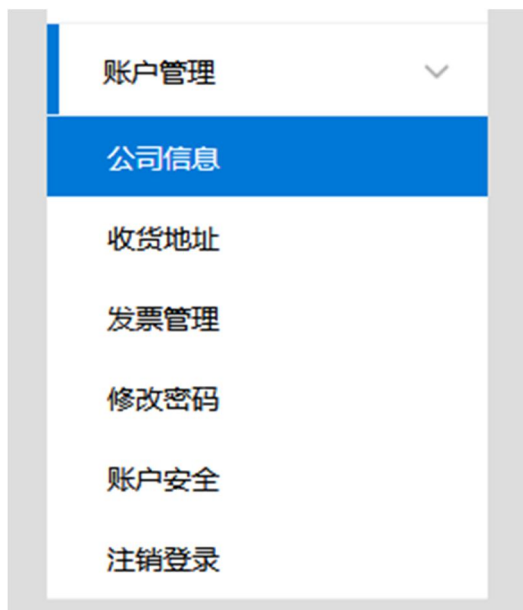 账户管理
公司信息
收货地址
发票管理
修改密码
账户安全
注销登录